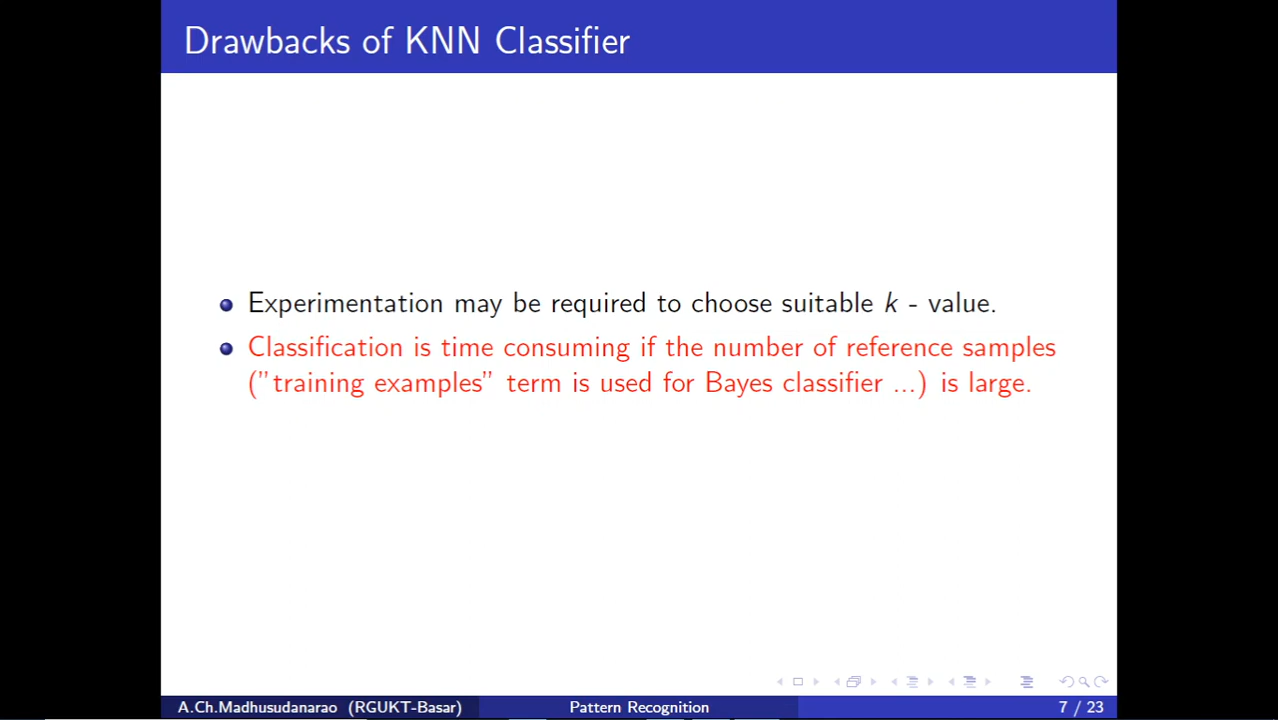 Drawbacks of KNN Classifier
Experimentation may be required to choose suitable k - value.
Classification is time consuming if the number of reference samples
("training examples" term is used for Bayes classifier ...) is large.
A.Ch.Madhusudanarao (RGUKT-Basar)
Pattern Recognition
7 / 23